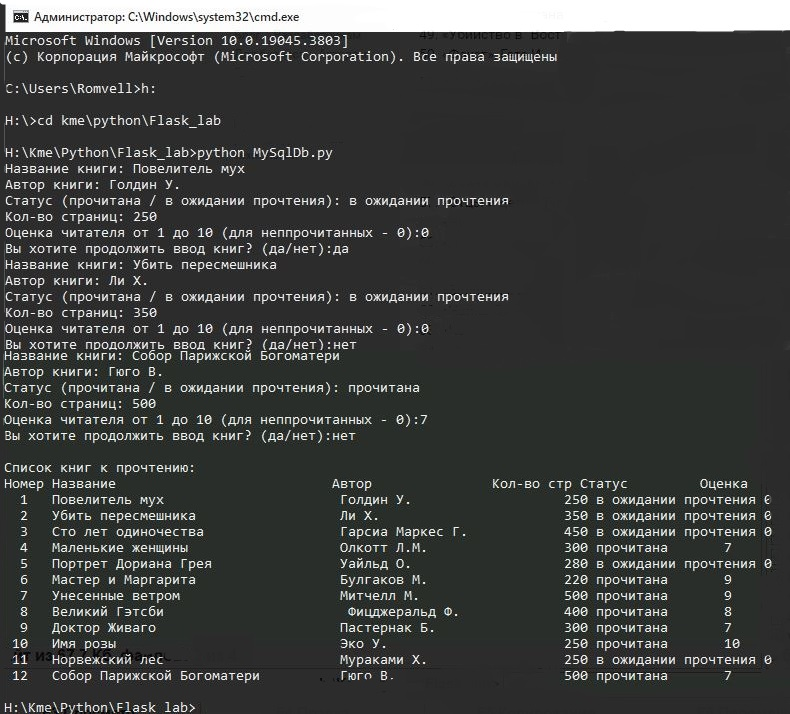 Администратор: C:\Windows\system32\cmd.exe
Microsoft Windows [Version 10.0.19045.3803]
(c) Корпорация Майкрософт (Microsoft Corporation). Все права защищены
C:\Users\Romvell>h:
H:\>cd kme\python\Flask_lab
H:\Kme\Python\Flask_lab>python MySqlDb.py
Название книги: Повелитель мух
Автор книги: Голдин У.
Статус (прочитана / в ожидании прочтения): в ожидании прочтения
Кол-во страниц: 250
Оценка читателя от 1 до 10 (для неппрочитанных - 0):0
Вы хотите продолжить ввод книг? (да/нет):да
Название книги: Убить пересмешника
Автор книги: Ли Х.
Статус (прочитана / в ожидании прочтения): в ожидании прочтения
Кол-во страниц: 350
Оценка читателя от 1 до 10 (для неппрочитанных - 0):0
Вы хотите продолжить ввод книг? (да/нет):нет
Название книги: Собор Парижской Богоматери
Автор книги: Гюго В.
Статус (прочитана / в ожидании прочтения): прочитана
Кол-во страниц: 500
Оценка читателя от 1 до 10 (для неппрочитанных - 0):7
Вы хотите продолжить ввод книг? (да/нет):нет
Список книг к прочтению:
Номер Название Автор Кол-во стр Статус Оценка
1 Повелитель мух Голдин У. 250 в ожидании прочтения 0
2 Убить пересмешника Ли Х. 350 в ожидании прочтения 0
3 Сто лет одиночества Гарсиа Маркес Г. 450 в ожидании прочтения 0
4 Маленькие женщины Олкотт Л.М. 300 прочитана 7
5 Портрет Дориана Грея Уайльд О. 280 в ожидании прочтения 0
6 Мастер и Маргарита Булгаков М. 220 прочитана 9
7 Унесенные ветром Митчелл М. 500 прочитана 9
8 Великий Гэтсби Фицджеральд Ф. 400 прочитана 8
9 Доктор Живаго Пастернак Б. 300 прочитана 7
10 Имя розы Эко У. 250 прочитана 10
11 Норвежский лес Мураками Х. 250 в ожидании прочтения 0
12 Собор Парижской Богоматери Гюго В. 500 прочитана 7
H:\Kme\Python\Flask_lab>